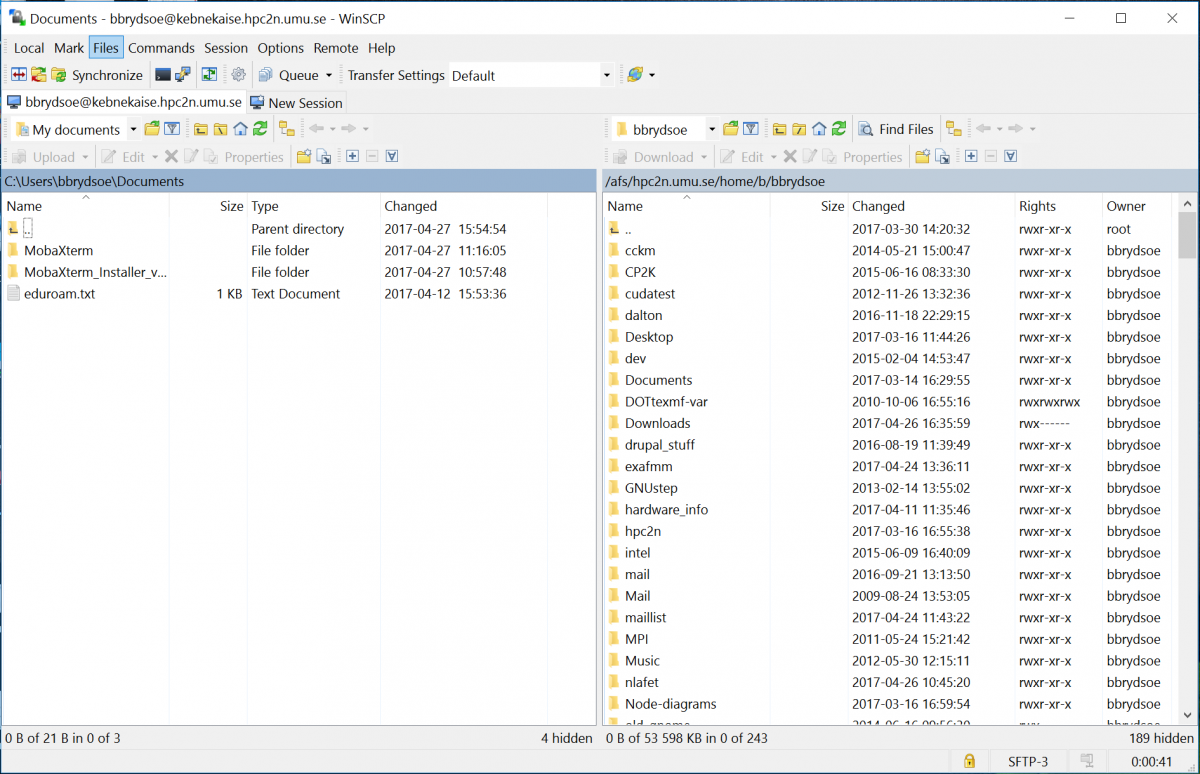 Documents - bbrydsoe@kebnekaise.hpc2n.umu.se - WinSCP
Local Mark Files Commands Session Options Remote Help
Synchronize Queue Transfer Settings Default
bbrydsoe@kebnekaise.hpc2n.umu.se New Session
My documents bbrydsoe Find Files
Upload Edit Properties Download Edit Properties
C:\Users\bbrydsoe\Documents /afs/hpc2n.umu.se/home/b/bbrydsoe
Name Size Type Changed Name Size Changed Rights Owner
.. Parent directory 2017-04-27 15:54:54 .. 2017-03-30 14:20:32 rwxr-xr-x root
MobaXterm File folder 2017-04-27 11:16:05 cckm 2014-05-21 15:00:47 rwxr-xr-x bbrydsoe
MobaXterm_Installer_v... File folder 2017-04-27 10:57:48 CP2K 2015-06-16 08:33:30 rwxr-xr-x bbrydsoe
eduroam.txt 1 KB Text Document 2017-04-12 15:53:36 cudatest 2012-11-26 13:32:36 rwxr-xr-x bbrydsoe
dalton 2016-11-18 22:29:15 rwxr-xr-x bbrydsoe
Desktop 2017-03-16 11:44:26 rwxr-xr-x bbrydsoe
dev 2015-02-04 14:53:47 rwxr-xr-x bbrydsoe
Documents 2017-03-14 16:29:55 rwxr-xr-x bbrydsoe
DOTtexmf-var 2010-10-06 16:55:16 rwxrwxrwx bbrydsoe
Downloads 2017-04-26 16:35:59 rwx------ bbrydsoe
drupal_stuff 2016-08-19 11:39:49 rwxr-xr-x bbrydsoe
exafmm 2017-04-24 13:36:11 rwxr-xr-x bbrydsoe
GNUstep 2013-02-14 13:55:02 rwxr-xr-x bbrydsoe
hardware_info 2017-04-11 11:35:46 rwxr-xr-x bbrydsoe
hpc2n 2017-03-16 16:55:38 rwxr-xr-x bbrydsoe
intel 2015-06-09 16:40:09 rwxr-xr-x bbrydsoe
mail 2016-09-21 13:13:50 rwxr-xr-x bbrydsoe
Mail 2009-08-24 13:53:05 rwxr-xr-x bbrydsoe
maillist 2017-04-24 11:43:22 rwxr-xr-x bbrydsoe
MPI 2011-05-24 15:21:42 rwxr-xr-x bbrydsoe
Music 2012-05-30 12:15:11 rwxr-xr-x bbrydsoe
nlafet 2017-04-26 10:45:20 rwxr-xr-x bbrydsoe
Node-diagrams 2017-03-16 16:59:54 rwxr-xr-x bbrydsoe
0 B of 21 B in 0 of 3 4 hidden 0 B of 53 598 KB in 0 of 243 189 hidden
SFTP-3 0:00:41